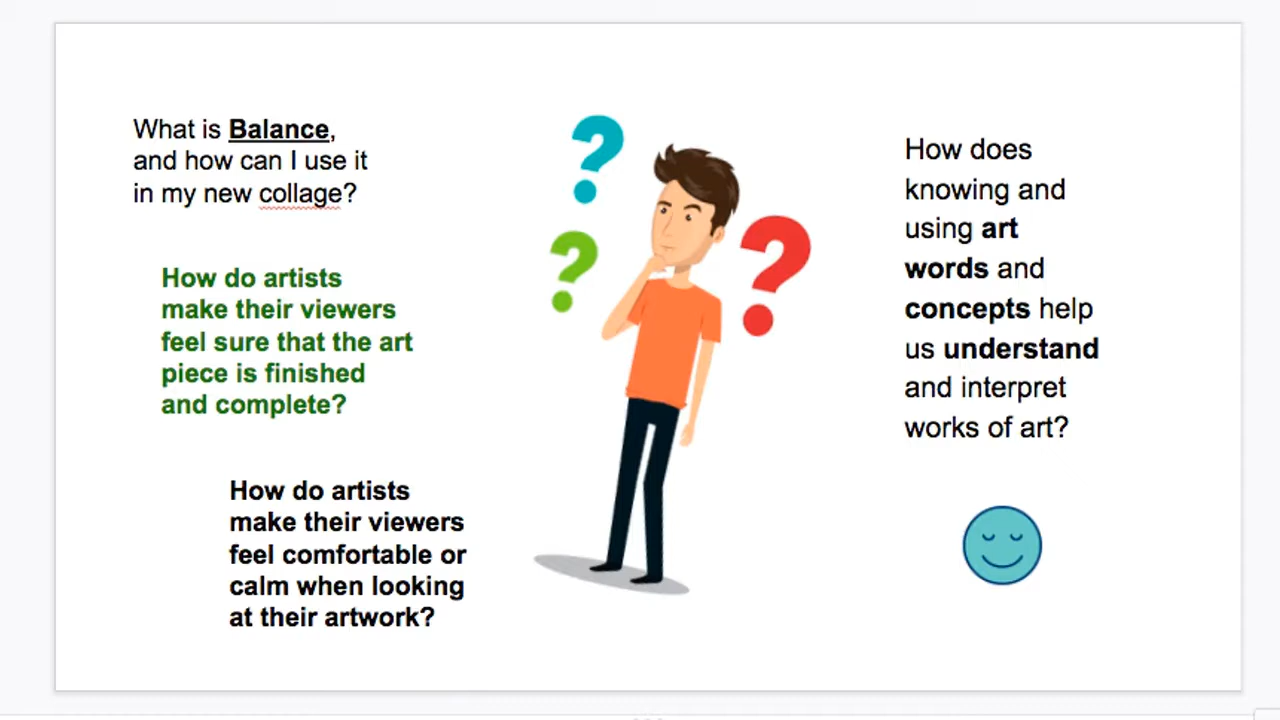 What is Balance,
and how can I use it
in my new collage?
How do artists
make their viewers
feel sure that the art
piece is finished
and complete?
How do artists
make their viewers
feel comfortable or
calm when looking
at their artwork?
? 
?
?
How does
knowing and
using art
words and
concepts help
us understand
and interpret
works of art?